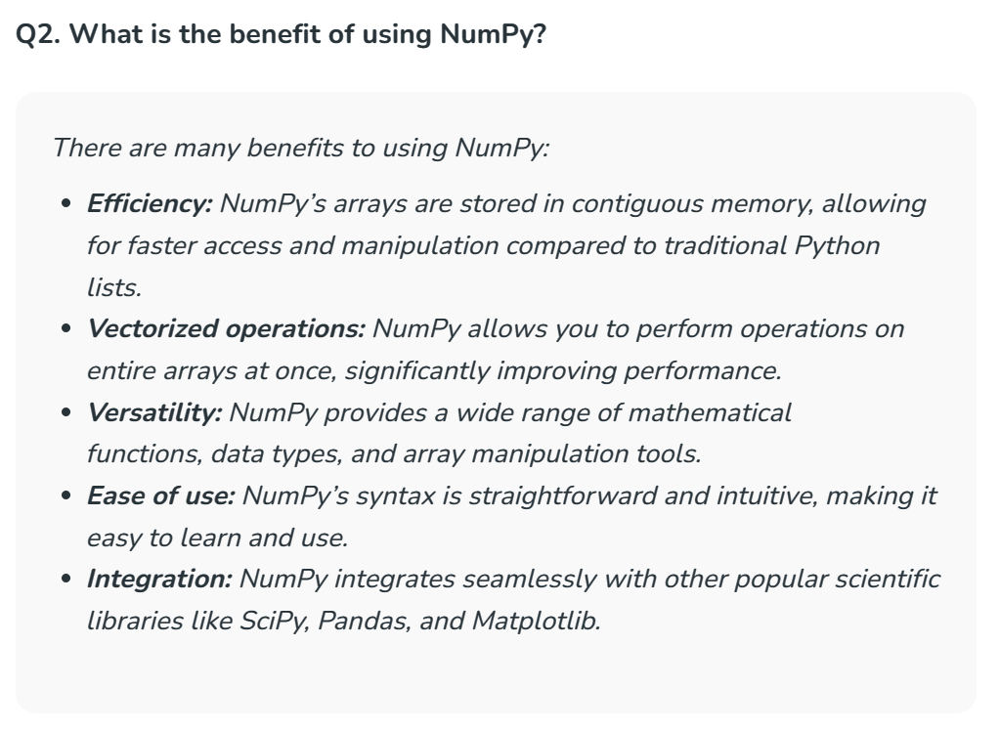 Q2. What is the benefit of using NumPy?
There are many benefits to using NumPy:
• Efficiency: NumPy’s arrays are stored in contiguous memory, allowing
for faster access and manipulation compared to traditional Python
lists.
• Vectorized operations: NumPy allows you to perform operations on
entire arrays at once, significantly improving performance.
• Versatility: NumPy provides a wide range of mathematical
functions, data types, and array manipulation tools.
• Ease of use: NumPy’s syntax is straightforward and intuitive, making it
easy to learn and use.
• Integration: NumPy integrates seamlessly with other popular scientific
libraries like SciPy, Pandas, and Matplotlib.